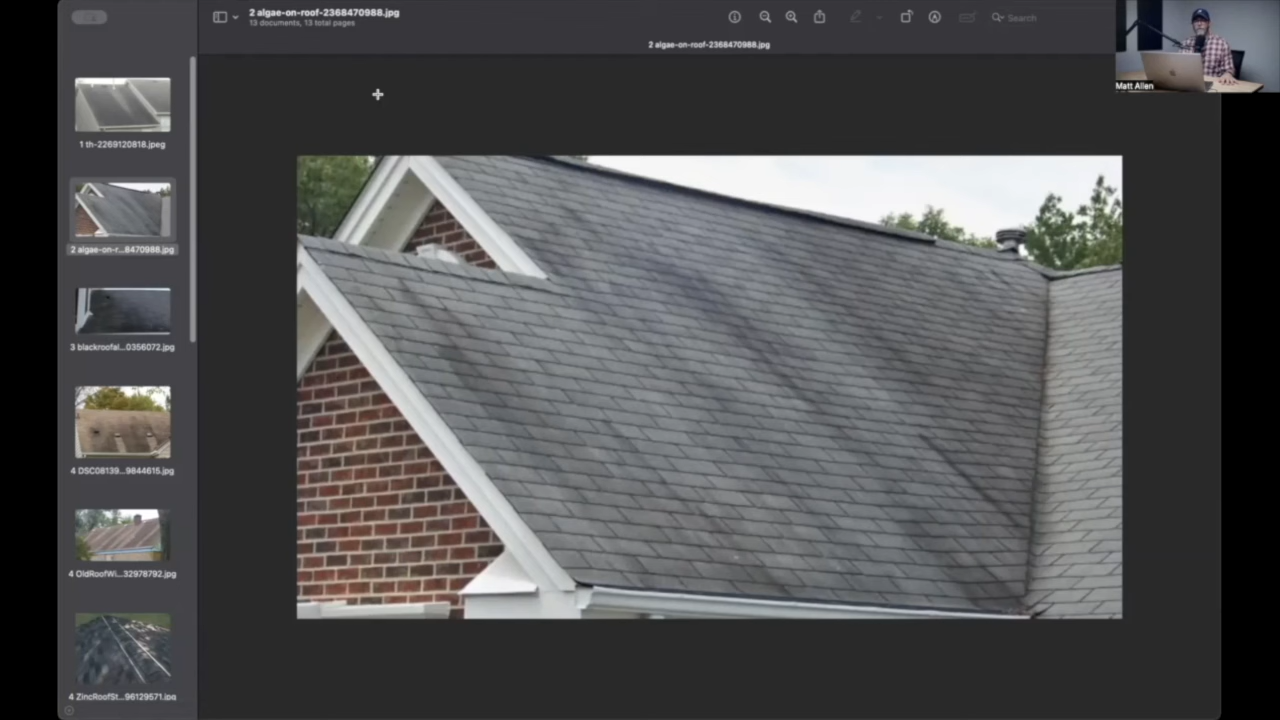 2 algae-on-roof-2368470988.jpg
13 documents, 13 total pages
Search
2 algae-on-roof-2368470988.jpg
Matt Allen
1 th-2269120818.jpeg
2 algae-on-r...8470988.jpg
3 blackroofal...0356072.jpg
4 DSC08139...9844615.jpg
4 OldRoofWi...32978792.jpg
4 ZincRoofSt...96129571.jpg